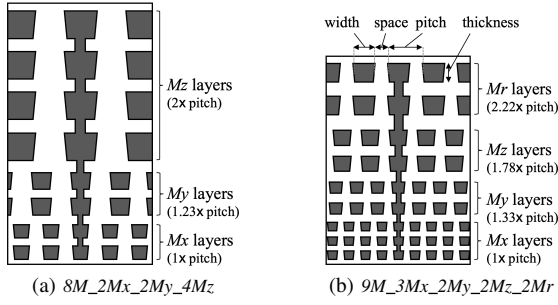 Mz layers
(2x pitch)
My layers
(1.23x pitch)
Mx layers
(1x pitch)
(a) 8M_2Mx_2My_4Mz
width space pitch thickness
Mr layers
(2.22x pitch)
Mz layers
(1.78x pitch)
My layers
(1.33x pitch)
Mx layers
(1x pitch)
(b) 9M_3Mx_2My_2Mz_2Mr